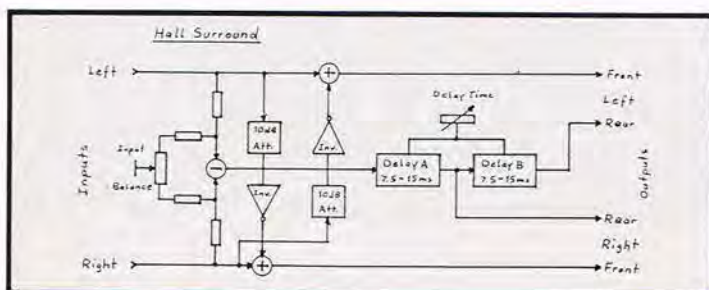 Hall Surround
Left
Front
Delay Time
Left
Rear
10dB
Att.
Inv.
Input
Balance
Inputs
Delay A
7.5-15ms
Delay B
7.5-15ms
Outputs
Inv.
10dB
Att.
Rear
Right
Right
Front